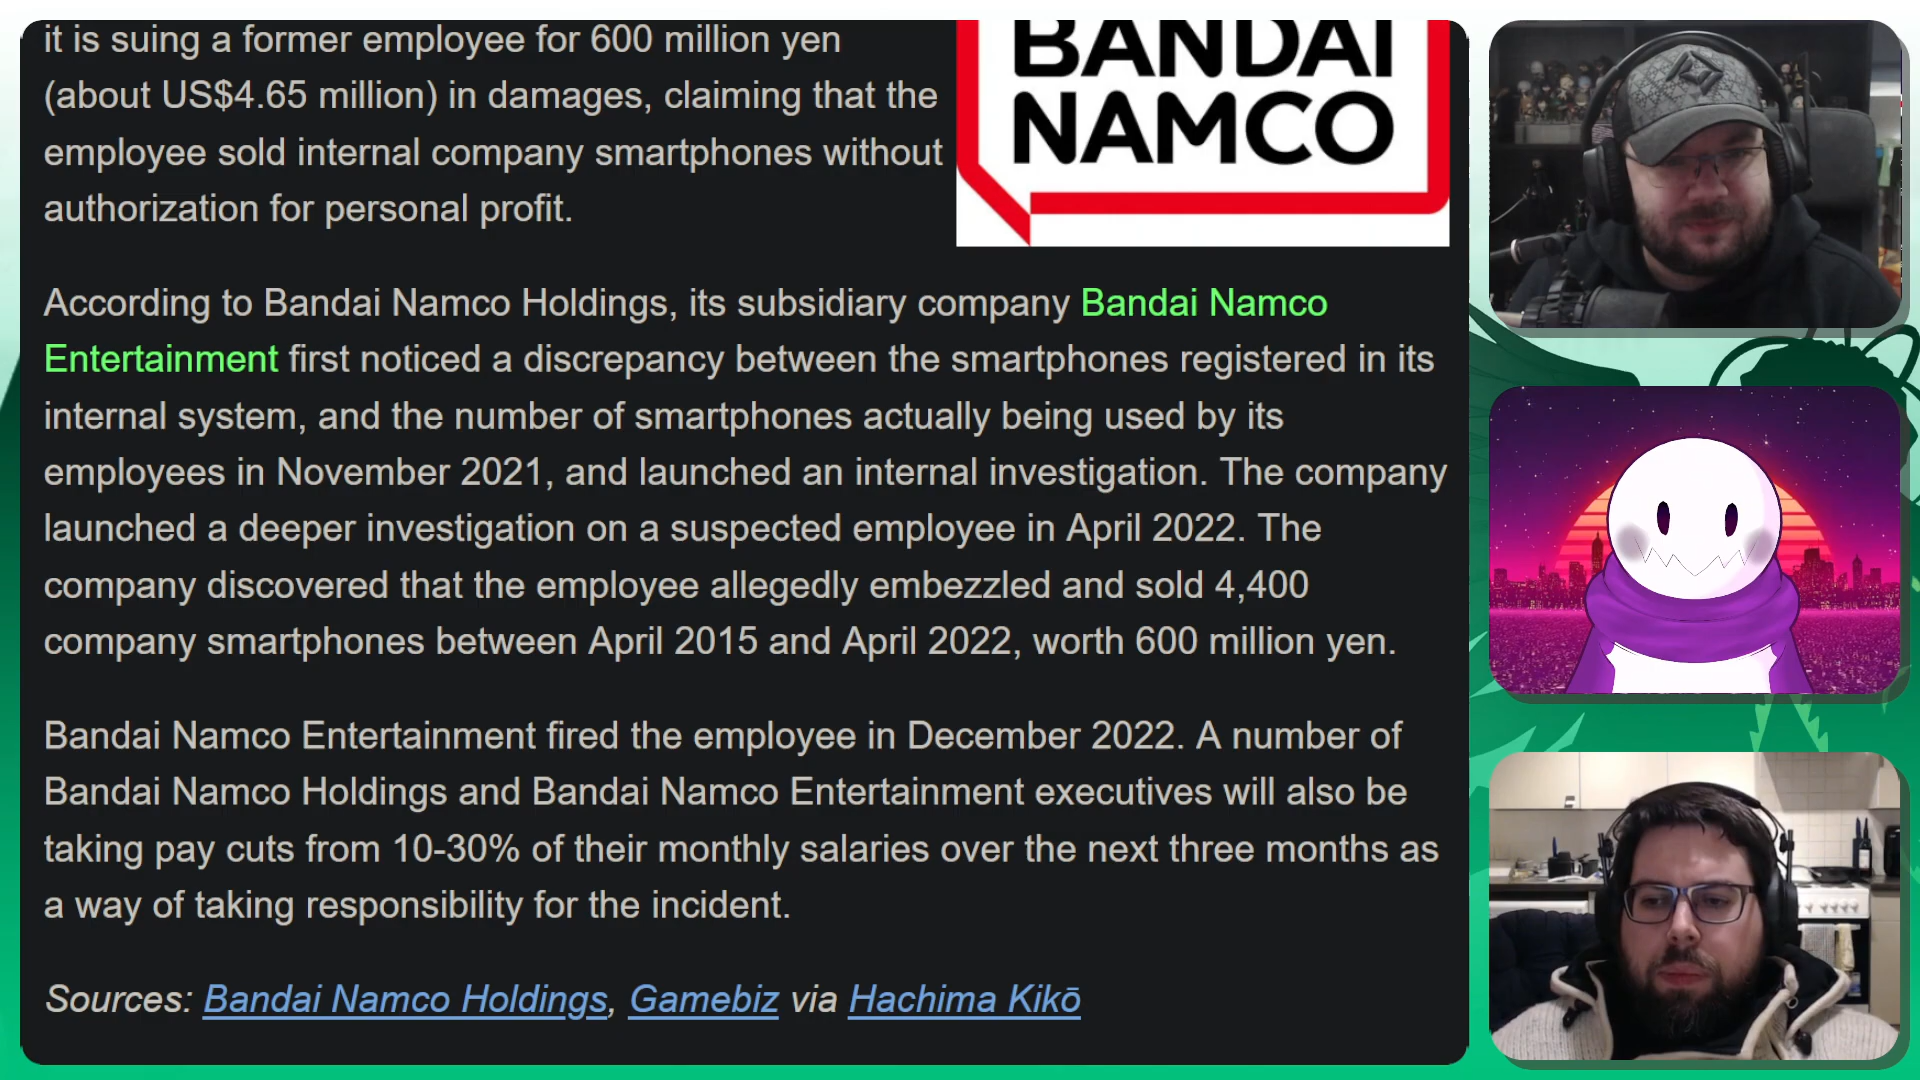 it is suing a former employee for 600 million yen
(about US$4.65 million) in damages, claiming that the
employee sold internal company smartphones without
authorization for personal profit.
BANDAI
NAMCO
According to Bandai Namco Holdings, its subsidiary company Bandai Namco
Entertainment first noticed a discrepancy between the smartphones registered in its
internal system, and the number of smartphones actually being used by its
employees in November 2021, and launched an internal investigation. The company
launched a deeper investigation on a suspected employee in April 2022. The
company discovered that the employee allegedly embezzled and sold 4,400
company smartphones between April 2015 and April 2022, worth 600 million yen.
Bandai Namco Entertainment fired the employee in December 2022. A number of
Bandai Namco Holdings and Bandai Namco Entertainment executives will also be
taking pay cuts from 10-30% of their monthly salaries over the next three months as
a way of taking responsibility for the incident.
Sources: Bandai Namco Holdings, Gamebiz via Hachima Kikō